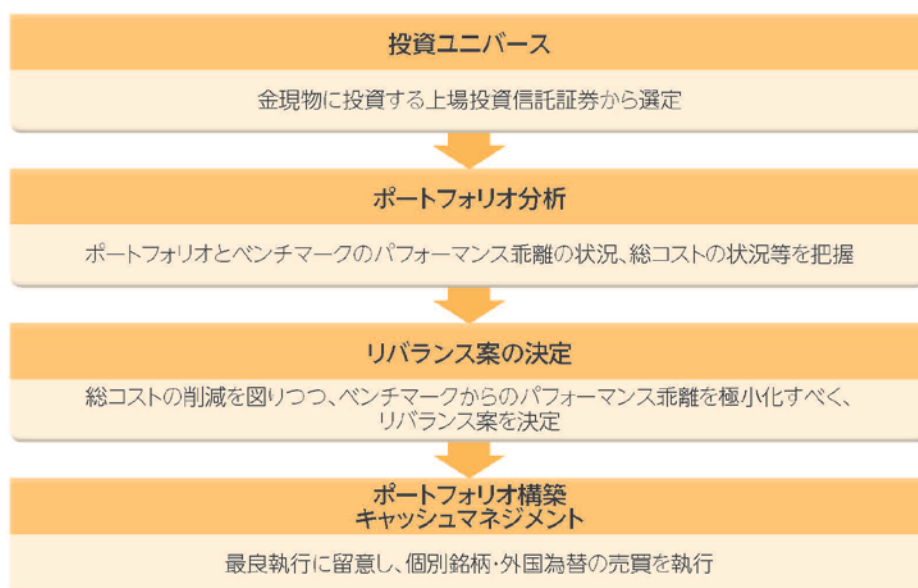 投資ユニバース
金現物に投資する上場投資信託証券から選定
ポートフォリオ分析
ポートフォリオとベンチマークのパフォーマンス乖離の状況、総コストの状況等を把握
リバランス案の決定
総コストの削減を図りつつ、ベンチマークからのパフォーマンス乖離を極小化すべく、
リバランス案を決定
ポートフォリオ構築
キャッシュマネジメント
最良執行に留意し、個別銘柄・外国為替の売買を執行